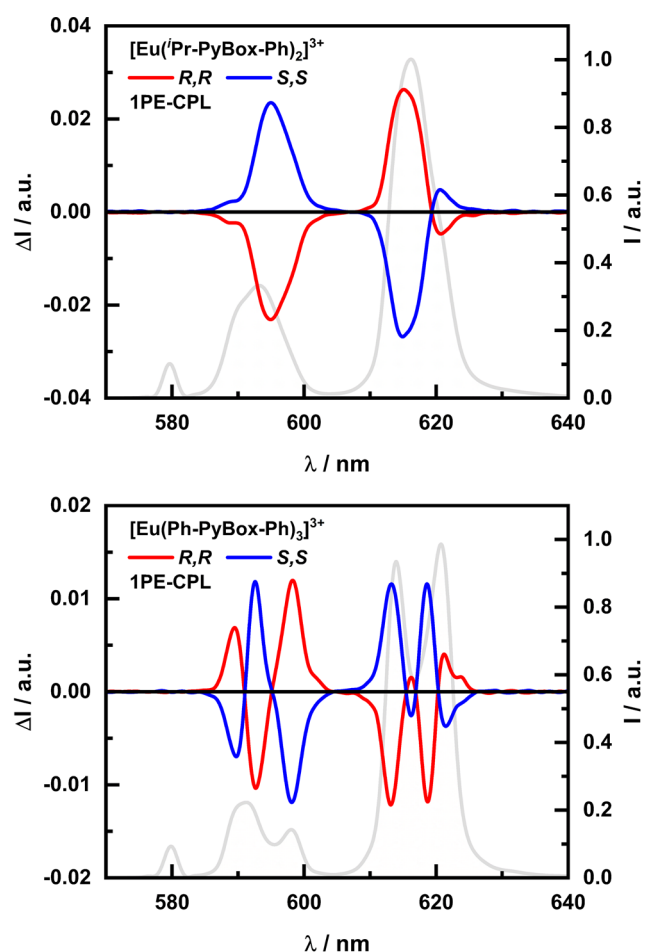 [Eu(ⁱPr-PyBox-Ph)₂]³⁺
R,R S,S
1PE-CPL
0.04
0.02
0.00
-0.02
-0.04
ΔI / a.u.
1.0
0.8
0.6
0.4
0.2
0.0
I / a.u.
580 600 620 640
λ / nm
[Eu(Ph-PyBox-Ph)₃]³⁺
R,R S,S
1PE-CPL
0.02
0.01
0.00
-0.01
-0.02
ΔI / a.u.
1.0
0.8
0.6
0.4
0.2
0.0
I / a.u.
580 600 620 640
λ / nm